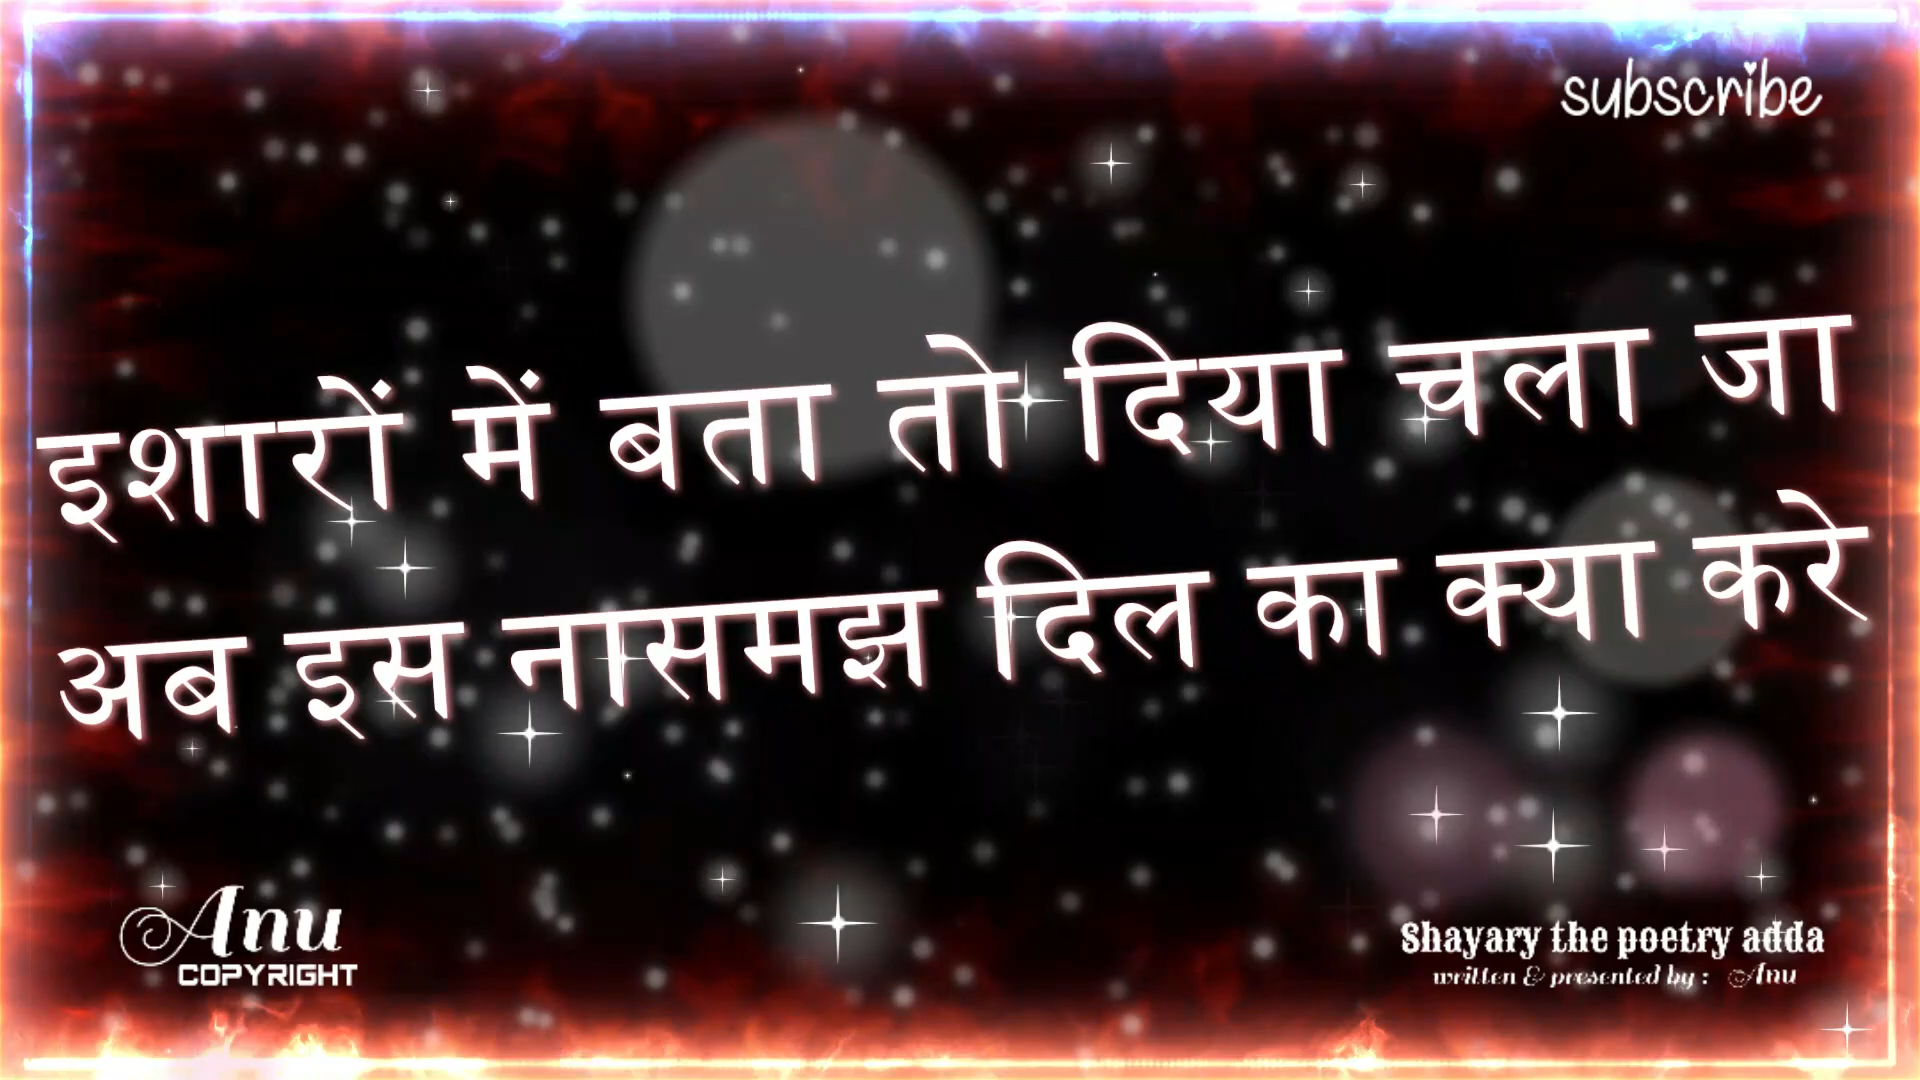 subscribe
इशारों में बता तो दिया चला जा
अब इस नासमझ दिल का क्या करे
Anu
COPYRIGHT
Shayary the poetry adda
written & presented by : Anu